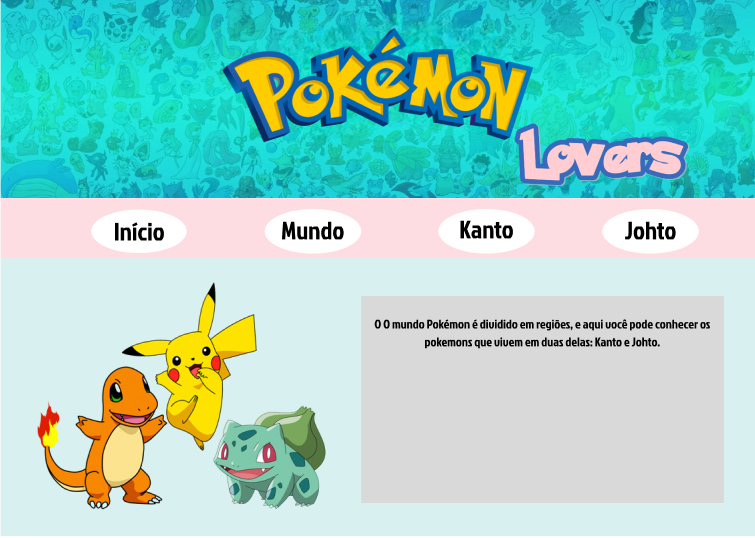 POKÉMON
Lovers
Início
Mundo
Kanto
Johto
O O mundo Pokémon é dividido em regiões, e aqui você pode conhecer os
pokemons que vivem em duas delas: Kanto e Johto.